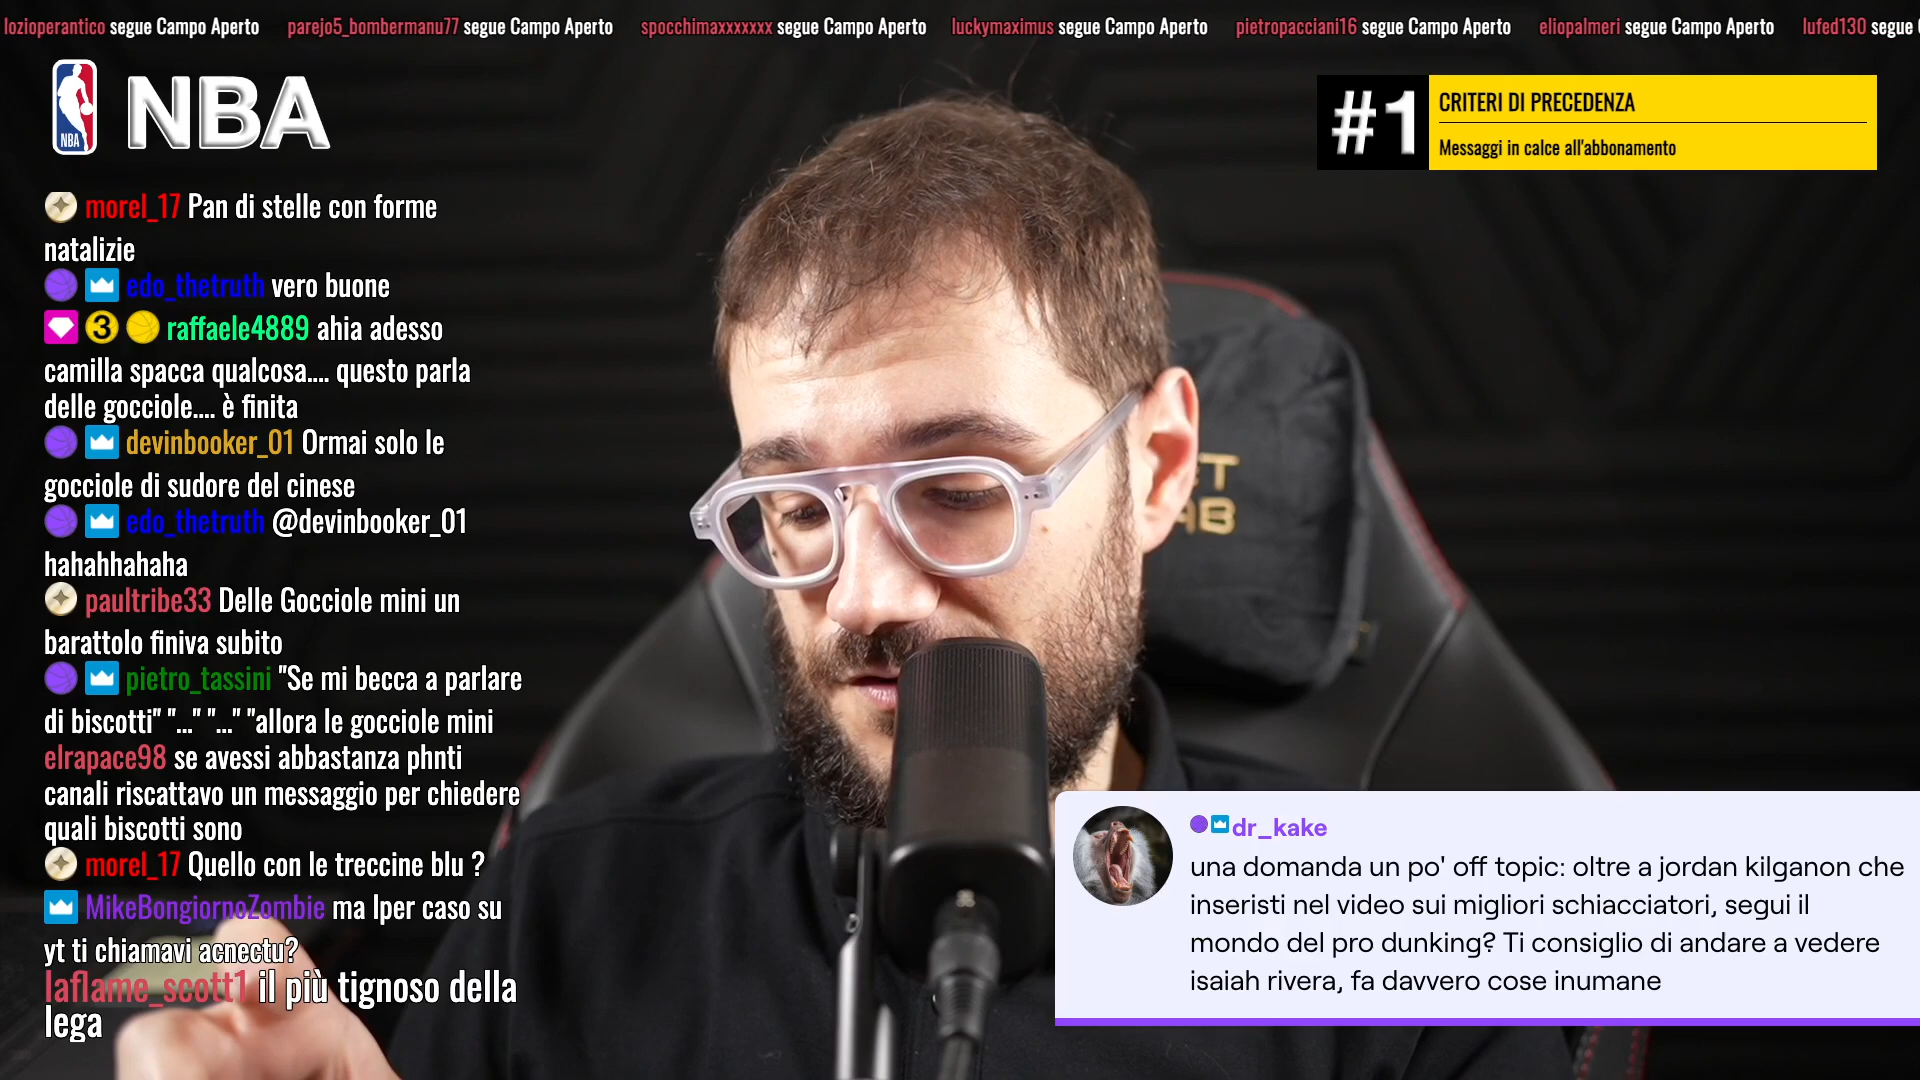 lozioperantico segue Campo Aperto parejo5_bombermanu77 segue Campo Aperto spocchimaxxxxxxx segue Campo Aperto luckymaximus segue Campo Aperto pietropacciani16 segue Campo Aperto eliopalmeri segue Campo Aperto lufed130 segue
NBA NBA
#1 CRITERI DI PRECEDENZA
Messaggi in calce all'abbonamento
morel_17 Pan di stelle con forme
natalizie
edo_thetruth vero buone
3 raffaele4889 ahia adesso
camilla spacca qualcosa.... questo parla
delle gocciole.... è finita
devinbooker_01 Ormai solo le
gocciole di sudore del cinese
edo_thetruth @devinbooker_01
hahahhahaha
paultribe33 Delle Gocciole mini un
barattolo finiva subito
pietro_tassini "Se mi becca a parlare
di biscotti" "..." "..." "allora le gocciole mini
elrapace98 se avessi abbastanza phnti
canali riscattavo un messaggio per chiedere
quali biscotti sono
morel_17 Quello con le treccine blu ?
MikeBongiornoZombie ma Iper caso su
yt ti chiamavi acnectu?
laflame_scott1 il più tignoso della
lega
dr_kake
una domanda un po' off topic: oltre a jordan kilganon che
inseristi nel video sui migliori schiacciatori, segui il
mondo del pro dunking? Ti consiglio di andare a vedere
isaiah rivera, fa davvero cose inumane